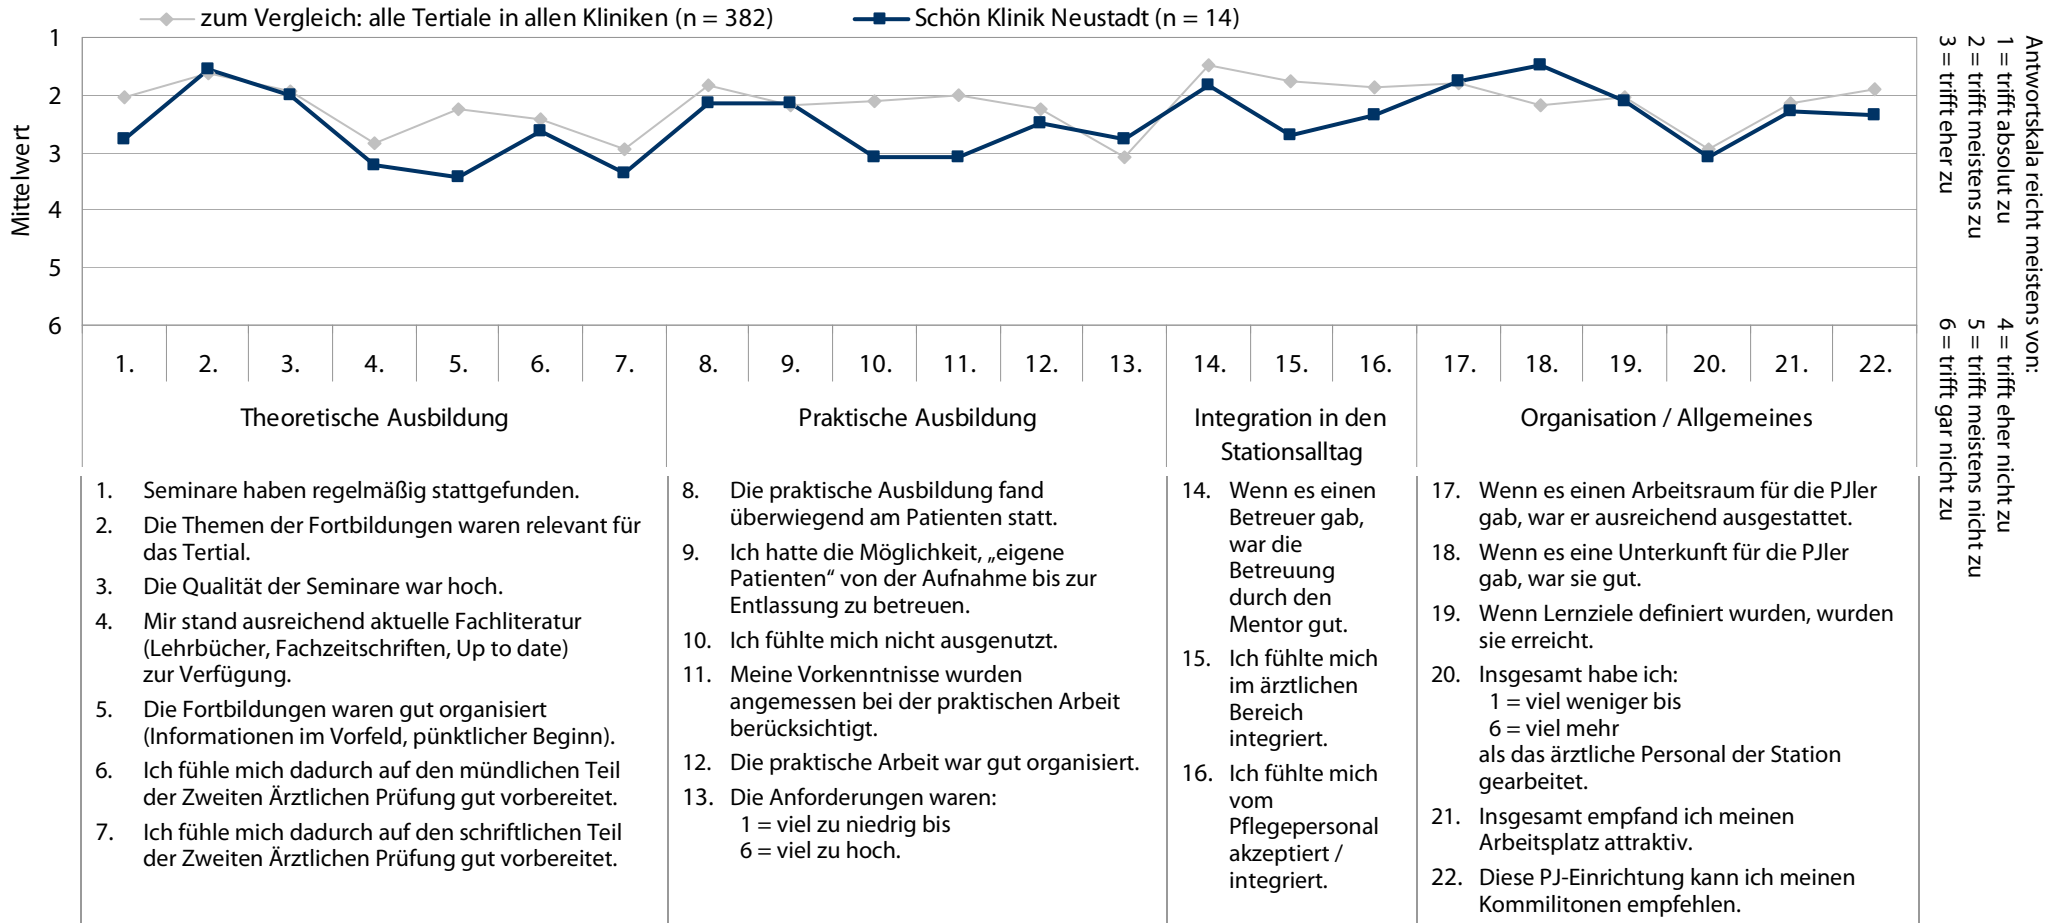 zum Vergleich: alle Tertiale in allen Kliniken (n = 382)
Schön Klinik Neustadt (n = 14)
Mittelwert
1
2
3
4
5
6
1.
2.
3.
4.
5.
6.
7.
8.
9.
10.
11.
12.
13.
14.
15.
16.
17.
18.
19.
20.
21.
22.
Theoretische Ausbildung
Praktische Ausbildung
Integration in den
Stationsalltag
Organisation / Allgemeines
1. Seminare haben regelmäßig stattgefunden.
2. Die Themen der Fortbildungen waren relevant für
das Tertial.
3. Die Qualität der Seminare war hoch.
4. Mir stand ausreichend aktuelle Fachliteratur
(Lehrbücher, Fachzeitschriften, Up to date)
zur Verfügung.
5. Die Fortbildungen waren gut organisiert
(Informationen im Vorfeld, pünktlicher Beginn).
6. Ich fühle mich dadurch auf den mündlichen Teil
der Zweiten Ärztlichen Prüfung gut vorbereitet.
7. Ich fühle mich dadurch auf den schriftlichen Teil
der Zweiten Ärztlichen Prüfung gut vorbereitet.
8. Die praktische Ausbildung fand
überwiegend am Patienten statt.
9. Ich hatte die Möglichkeit, „eigene
Patienten“ von der Aufnahme bis zur
Entlassung zu betreuen.
10. Ich fühlte mich nicht ausgenutzt.
11. Meine Vorkenntnisse wurden
angemessen bei der praktischen Arbeit
berücksichtigt.
12. Die praktische Arbeit war gut organisiert.
13. Die Anforderungen waren:
1 = viel zu niedrig bis
6 = viel zu hoch.
14. Wenn es einen
Betreuer gab,
war die
Betreuung
durch den
Mentor gut.
15. Ich fühlte mich
im ärztlichen
Bereich
integriert.
16. Ich fühlte mich
vom
Pflegepersonal
akzeptiert /
integriert.
17. Wenn es einen Arbeitsraum für die PJler
gab, war er ausreichend ausgestattet.
18. Wenn es eine Unterkunft für die PJler
gab, war sie gut.
19. Wenn Lernziele definiert wurden, wurden
sie erreicht.
20. Insgesamt habe ich:
1 = viel weniger bis
6 = viel mehr
als das ärztliche Personal der Station
gearbeitet.
21. Insgesamt empfand ich meinen
Arbeitsplatz attraktiv.
22. Diese PJ-Einrichtung kann ich meinen
Kommilitonen empfehlen.
Antwortskala reicht meistens von:
1 = trifft absolut zu
2 = trifft meistens zu
3 = trifft eher zu
4 = trifft eher nicht zu
5 = trifft meistens nicht zu
6 = trifft gar nicht zu